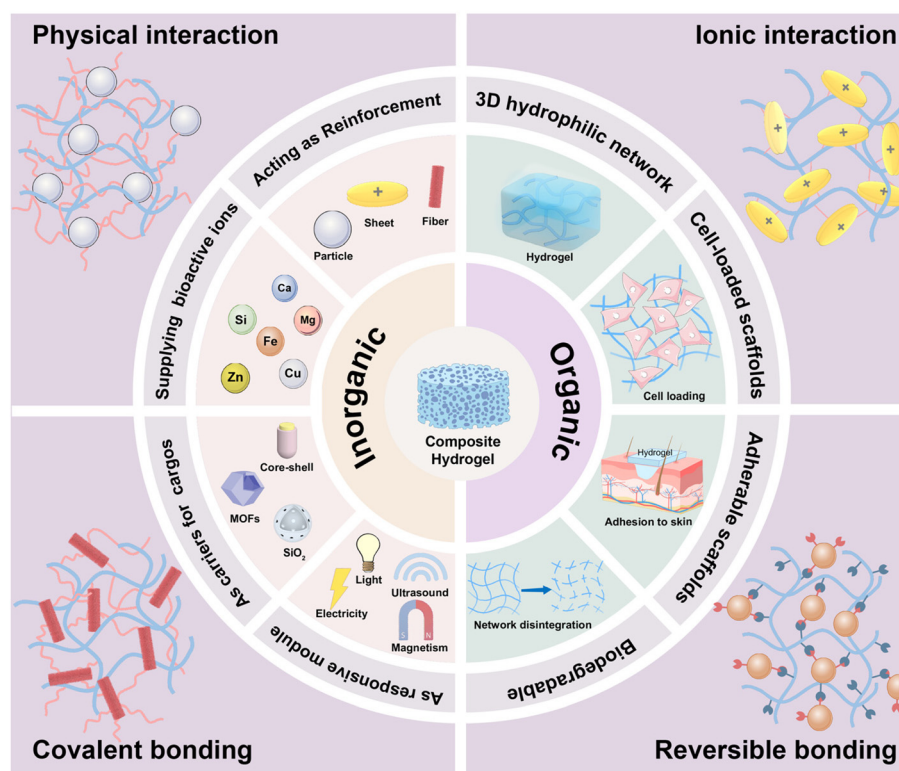 Physical interaction
Ionic interaction
Acting as Reinforcement
3D hydrophilic network
Supplying bioactive ions
Cell-loaded scaffolds
+
Sheet
Fiber
Particle
Hydrogel
Ca
Si
Mg
Fe
Zn
Cu
Cell loading
Inorganic
Organic
Composite
Hydrogel
As carriers for cargos
Adherable scaffolds
Core-shell
MOFs
SiO₂
Hydrogel
Adhesion to skin
Light
Ultrasound
Electricity
S N
Magnetism
Network disintegration
As responsive module
Biodegradable
Covalent bonding
Reversible bonding